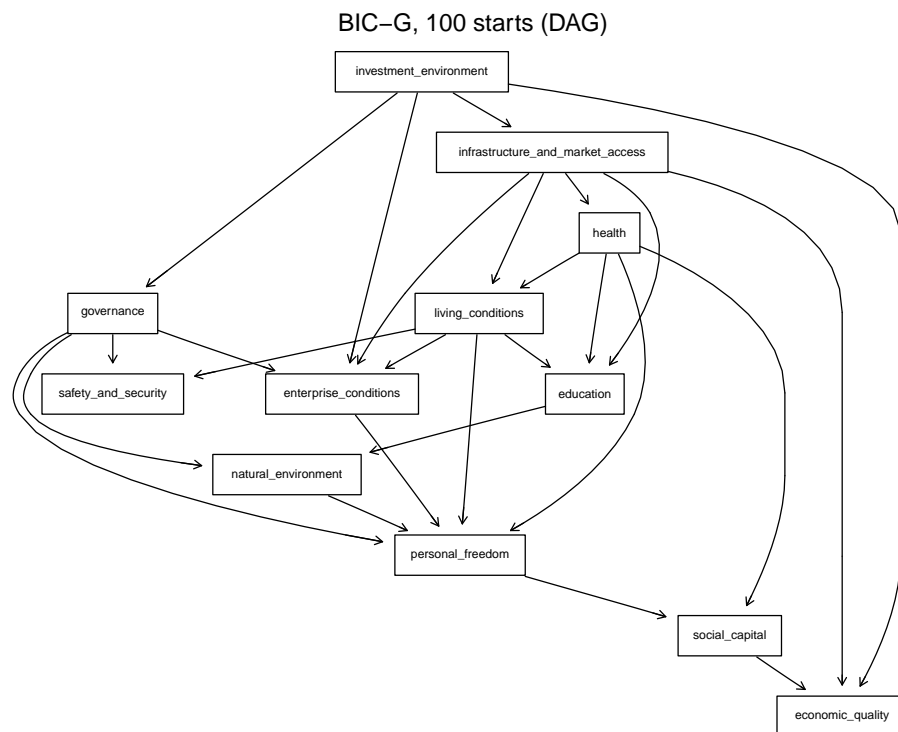 BIC−G, 100 starts (DAG)
investment_environment
infrastructure_and_market_access
health
governance
living_conditions
safety_and_security
enterprise_conditions
education
natural_environment
personal_freedom
social_capital
economic_quality